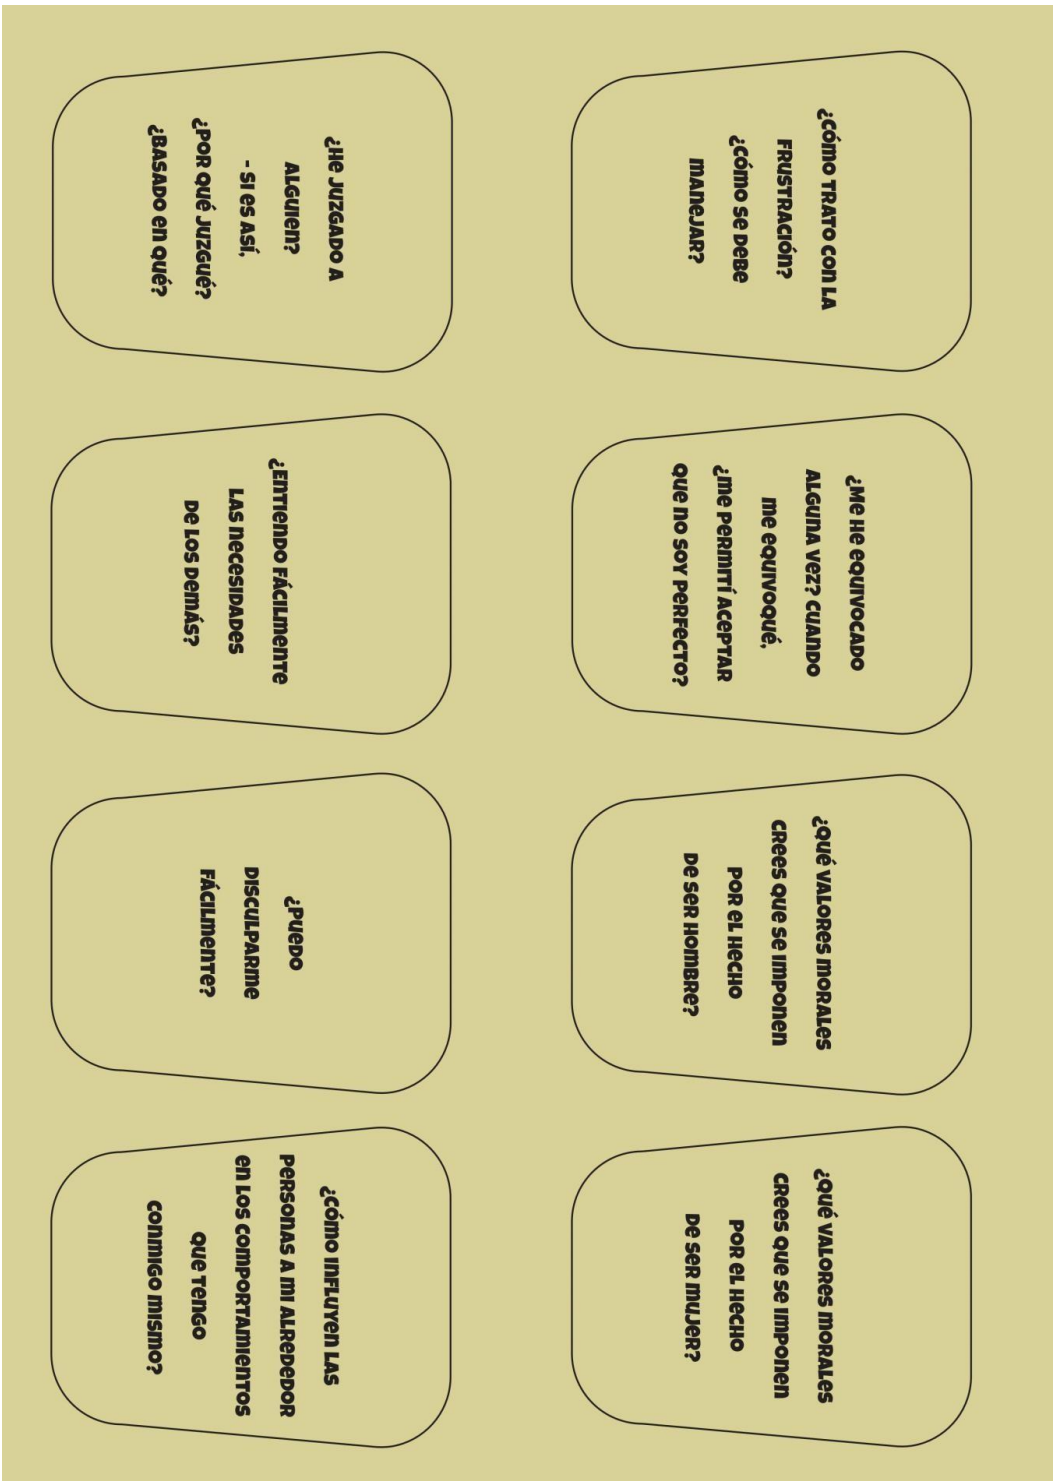 ¿CÓMO TRATO CON LA
FRUSTRACIÓN?
¿CÓMO SE DEBE
MANEJAR?
¿ME HE EQUIVOCADO
ALGUNA VEZ? CUANDO
ME EQUIVOQUÉ,
¿ME PERMITÍ ACEPTAR
QUE NO SOY PERFECTO?
¿QUÉ VALORES MORALES
CREES QUE SE IMPONEN
POR EL HECHO
DE SER HOMBRE?
¿QUÉ VALORES MORALES
CREES QUE SE IMPONEN
POR EL HECHO
DE SER MUJER?
¿HE JUZGADO A
ALGUIEN?
- SI ES ASÍ,
¿POR QUÉ JUZGUÉ?
¿BASADO EN QUÉ?
¿ENTIENDO FÁCILMENTE
LAS NECESIDADES
DE LOS DEMÁS?
¿PUEDO
DISCULPARME
FÁCILMENTE?
¿CÓMO INFLUYEN LAS
PERSONAS A MI ALREDEDOR
EN LOS COMPORTAMIENTOS
QUE TENGO
CONMIGO MISMO?